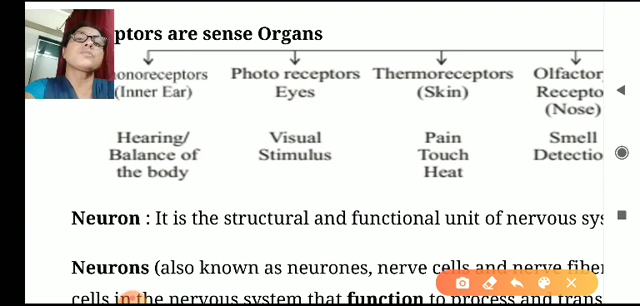 ptors are sense Organs
onoreceptors Photo receptors Thermoreceptors Olfactor
(Inner Ear) Eyes (Skin) Recepto
(Nose)
Hearing/ Visual Pain Smell
Balance of Stimulus Touch Detectio
the body Heat
Neuron : It is the structural and functional unit of nervous sys
Neurons (also known as neurones, nerve cells and nerve fiber
cells in the nervous system that function to process and trans